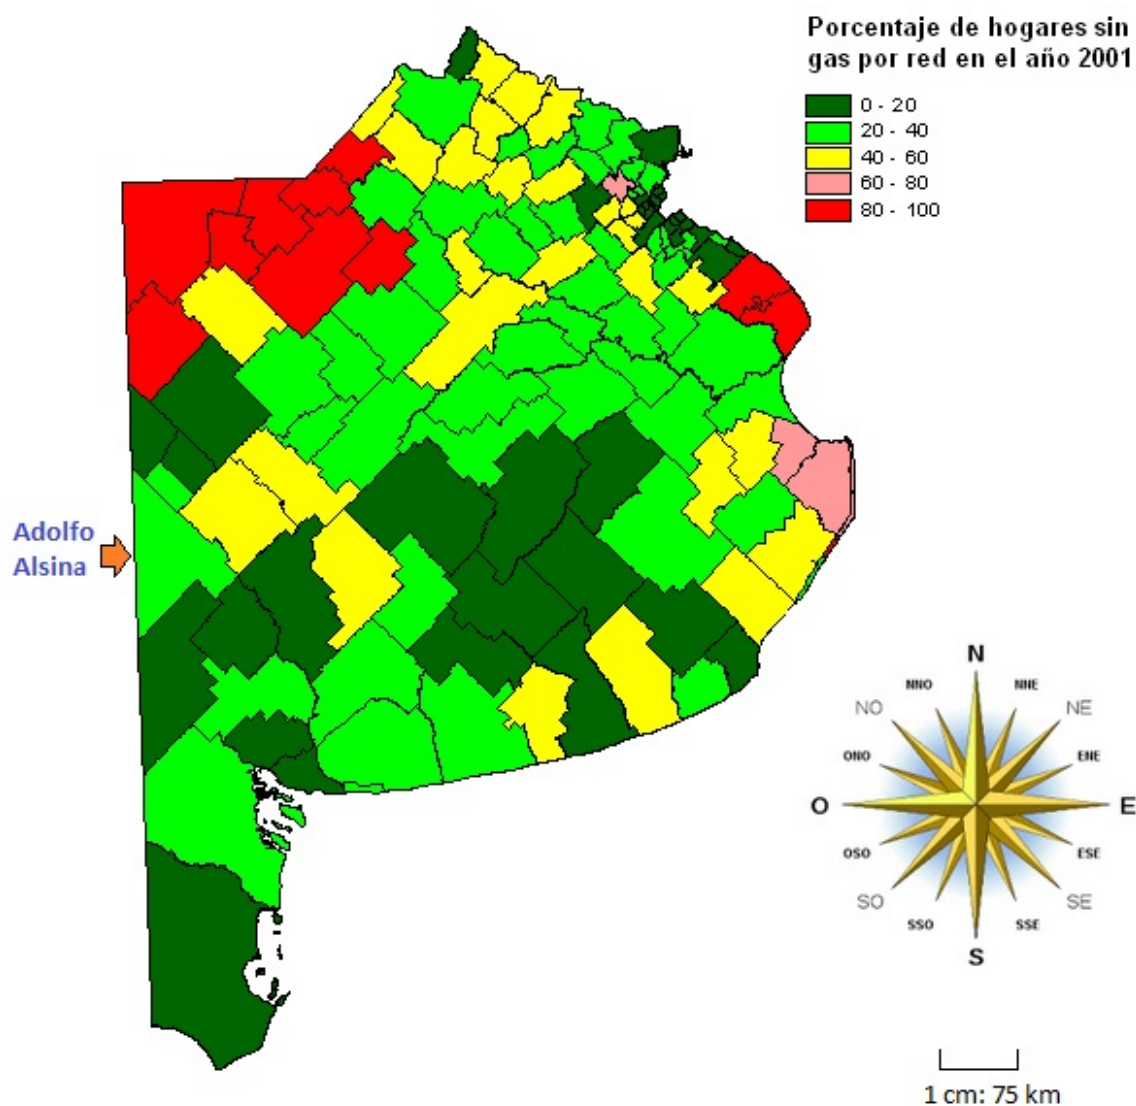 Porcentaje de hogares sin
gas por red en el año 2001
0 - 20
20 - 40
40 - 60
60 - 80
80 - 100
Adolfo
Alsina
N
NNO
NNE
NO
NE
ONO
ENE
O
E
OSO
ESE
SO
SE
SSO
SSE
S
1 cm: 75 km